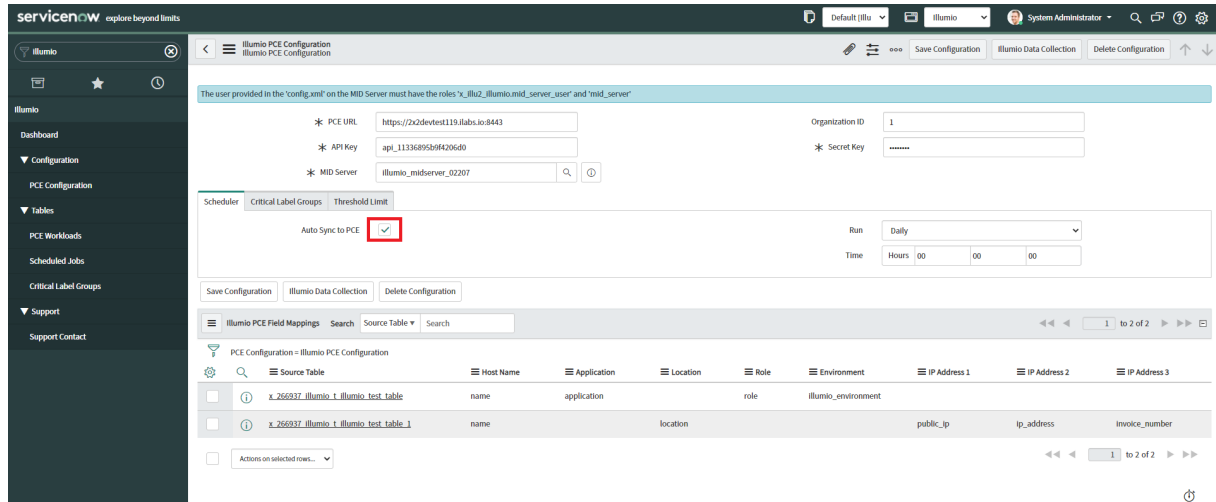 servicenow explore beyond limits
Default (Illu
Illumio
System Administrator
illumio
Illumio PCE Configuration
Illumio PCE Configuration
Save Configuration
Illumio Data Collection
Delete Configuration
The user provided in the 'config.xml' on the MID Server must have the roles 'x_illu2_illumio.mid_server_user' and 'mid_server'
Illumio
Dashboard
Configuration
PCE Configuration
Tables
PCE Workloads
Scheduled Jobs
Critical Label Groups
Support
Support Contact
PCE URL https://2x2devtest119.ilabs.io:8443 Organization ID 1
API Key api_11336895b9f4206d0 Secret Key ••••••••
MID Server illumio_midserver_02207
Scheduler Critical Label Groups Threshold Limit
Auto Sync to PCE Run Daily
Time Hours 00 00 00
Save Configuration Illumio Data Collection Delete Configuration
Illumio PCE Field Mappings Search Source Table Search 1 to 2 of 2
PCE Configuration = Illumio PCE Configuration
Source Table Host Name Application Location Role Environment IP Address 1 IP Address 2 IP Address 3
x_266937_illumio_t_illumio_test_table name application role illumio_environment
x_266937_illumio_t_illumio_test_table_1 name location public_ip ip_address invoice_number
Actions on selected rows... 1 to 2 of 2